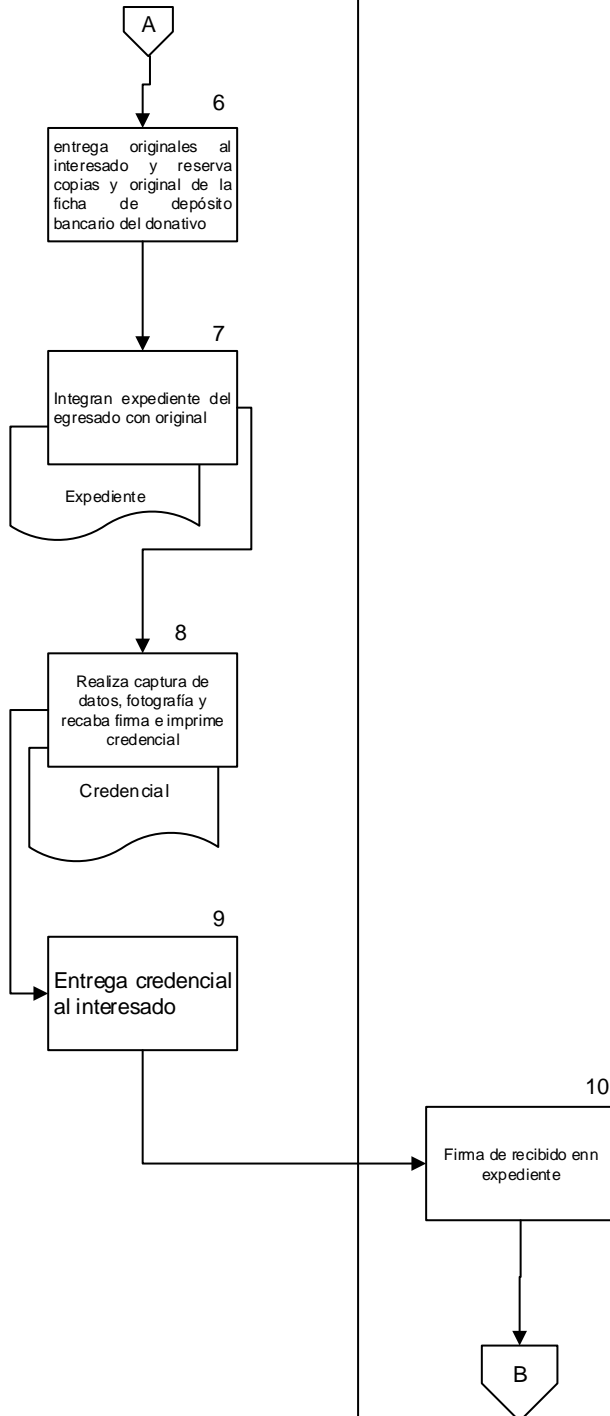 A
6
entrega originales al
interesado y reserva
copias y original de la
ficha de depósito
bancario del donativo
7
Integran expediente del
egresado con original
Expediente
8
Realiza captura de
datos, fotografía y
recaba firma e imprime
credencial
Credencial
9
Entrega credencial
al interesado
10
Firma de recibido enn
expediente
B